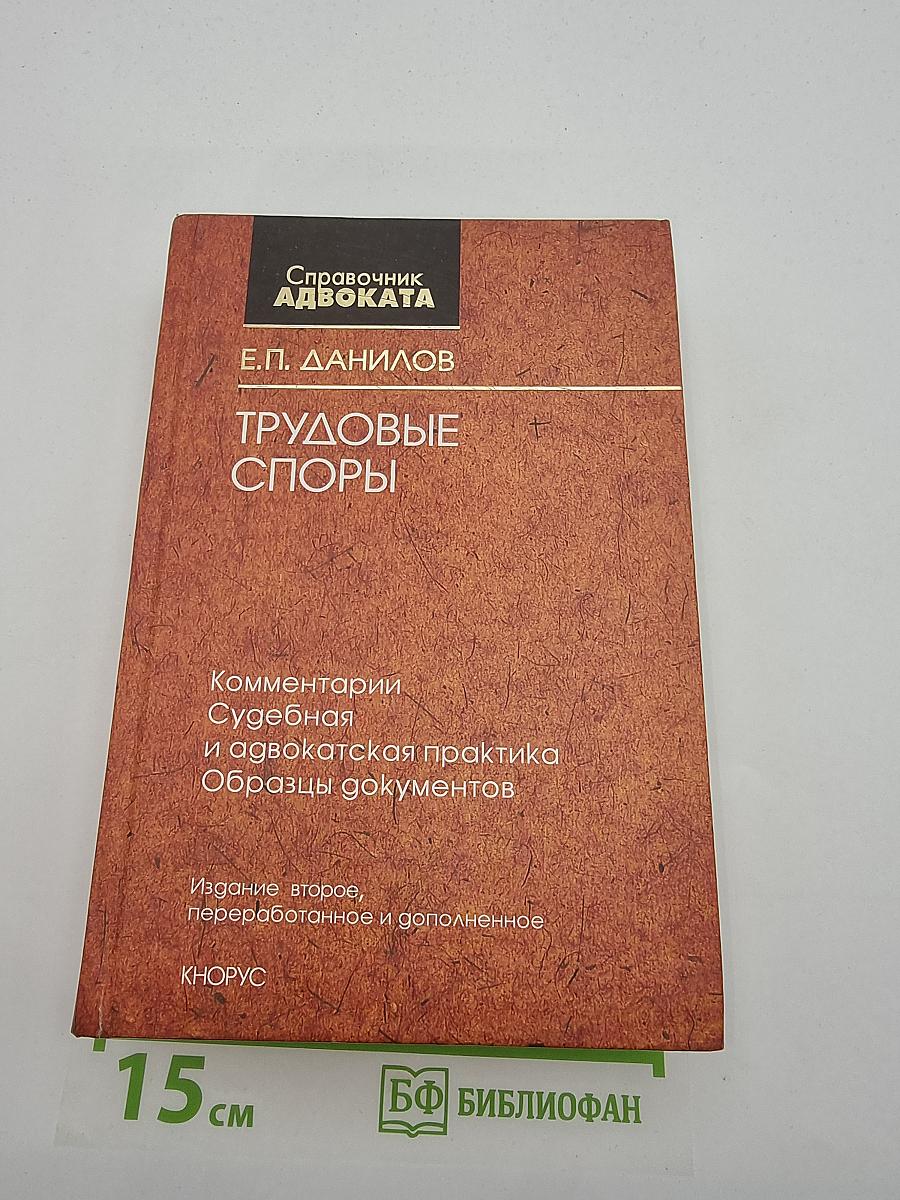 Справочник
АДВОКАТА
Е.П. ДАНИЛОВ
ТРУДОВЫЕ
СПОРЫ
Комментарии
Судебная
и адвокатская практика
Образцы документов
Издание второе,
переработанное и дополненное
КНОРУС
15 см
БФ БИБЛИОФАН